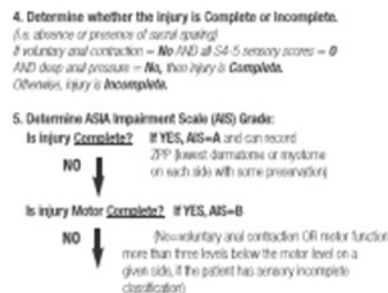 4. Determine whether the injury is Complete or Incomplete.
(i.e. absence or presence of sacral sparing)
If voluntary anal contraction = No AND all S4-5 sensory scores = 0
AND deep anal pressure = No, then injury is Complete.
Otherwise, injury is Incomplete.
5. Determine ASIA Impairment Scale (AIS) Grade:
Is injury Complete? If YES, AIS=A and can record
ZPP (lowest dermatome or myotome
on each side with some preservation)
NO
Is injury Motor Complete? If YES, AIS=B
NO
(No=voluntary anal contraction OR motor function
more than three levels below the motor level on a
given side, if the patient has sensory incomplete
classification)